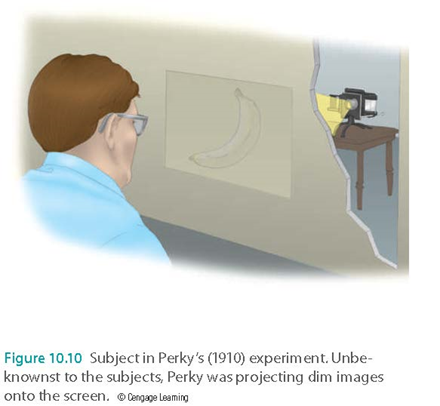 Figure 10.10 Subject in Perky's (1910) experiment. Unbe-
knownst to the subjects, Perky was projecting dim images
onto the screen. © Cengage Learning